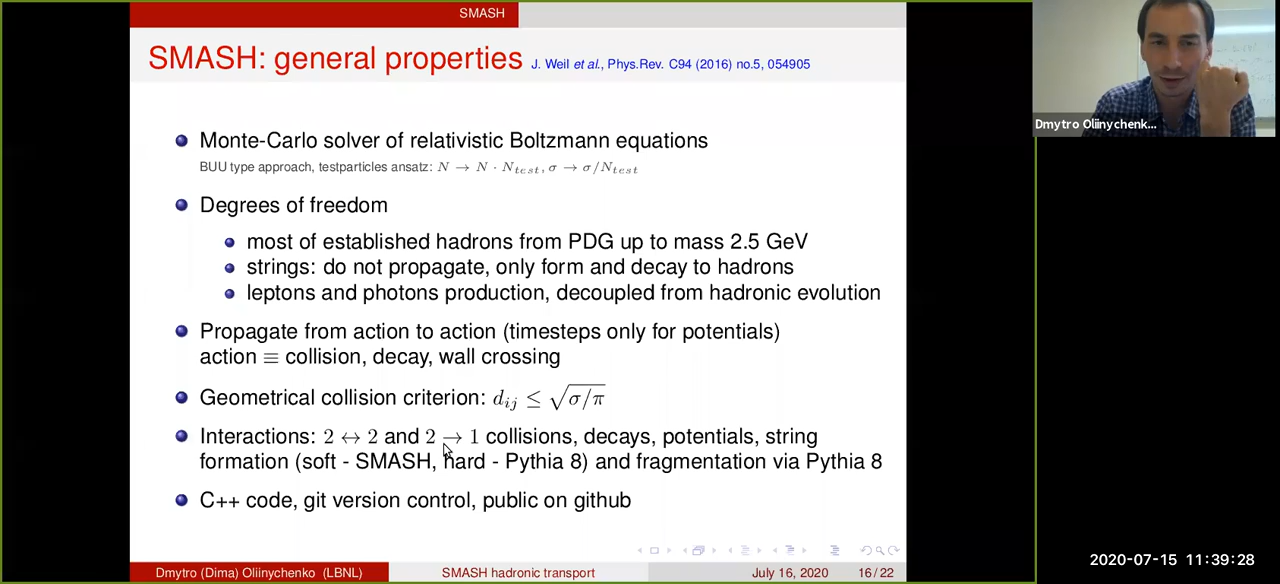 SMASH
SMASH: general properties J. Weil et al., Phys.Rev. C94 (2016) no.5, 054905
Monte-Carlo solver of relativistic Boltzmann equations
BUU type approach, testparticles ansatz: N → N · N_test, σ → σ/N_test
Degrees of freedom
most of established hadrons from PDG up to mass 2.5 GeV
strings: do not propagate, only form and decay to hadrons
leptons and photons production, decoupled from hadronic evolution
Propagate from action to action (timesteps only for potentials)
action ≡ collision, decay, wall crossing
Geometrical collision criterion: d_ij ≤ √σ/π
Interactions: 2 ↔ 2 and 2 → 1 collisions, decays, potentials, string
formation (soft - SMASH, hard - Pythia 8) and fragmentation via Pythia 8
C++ code, git version control, public on github
Dmytro (Dima) Oliinychenko (LBNL) SMASH hadronic transport July 16, 2020 16/22
Dmytro Oliinychenk...
2020-07-15 11:39:28